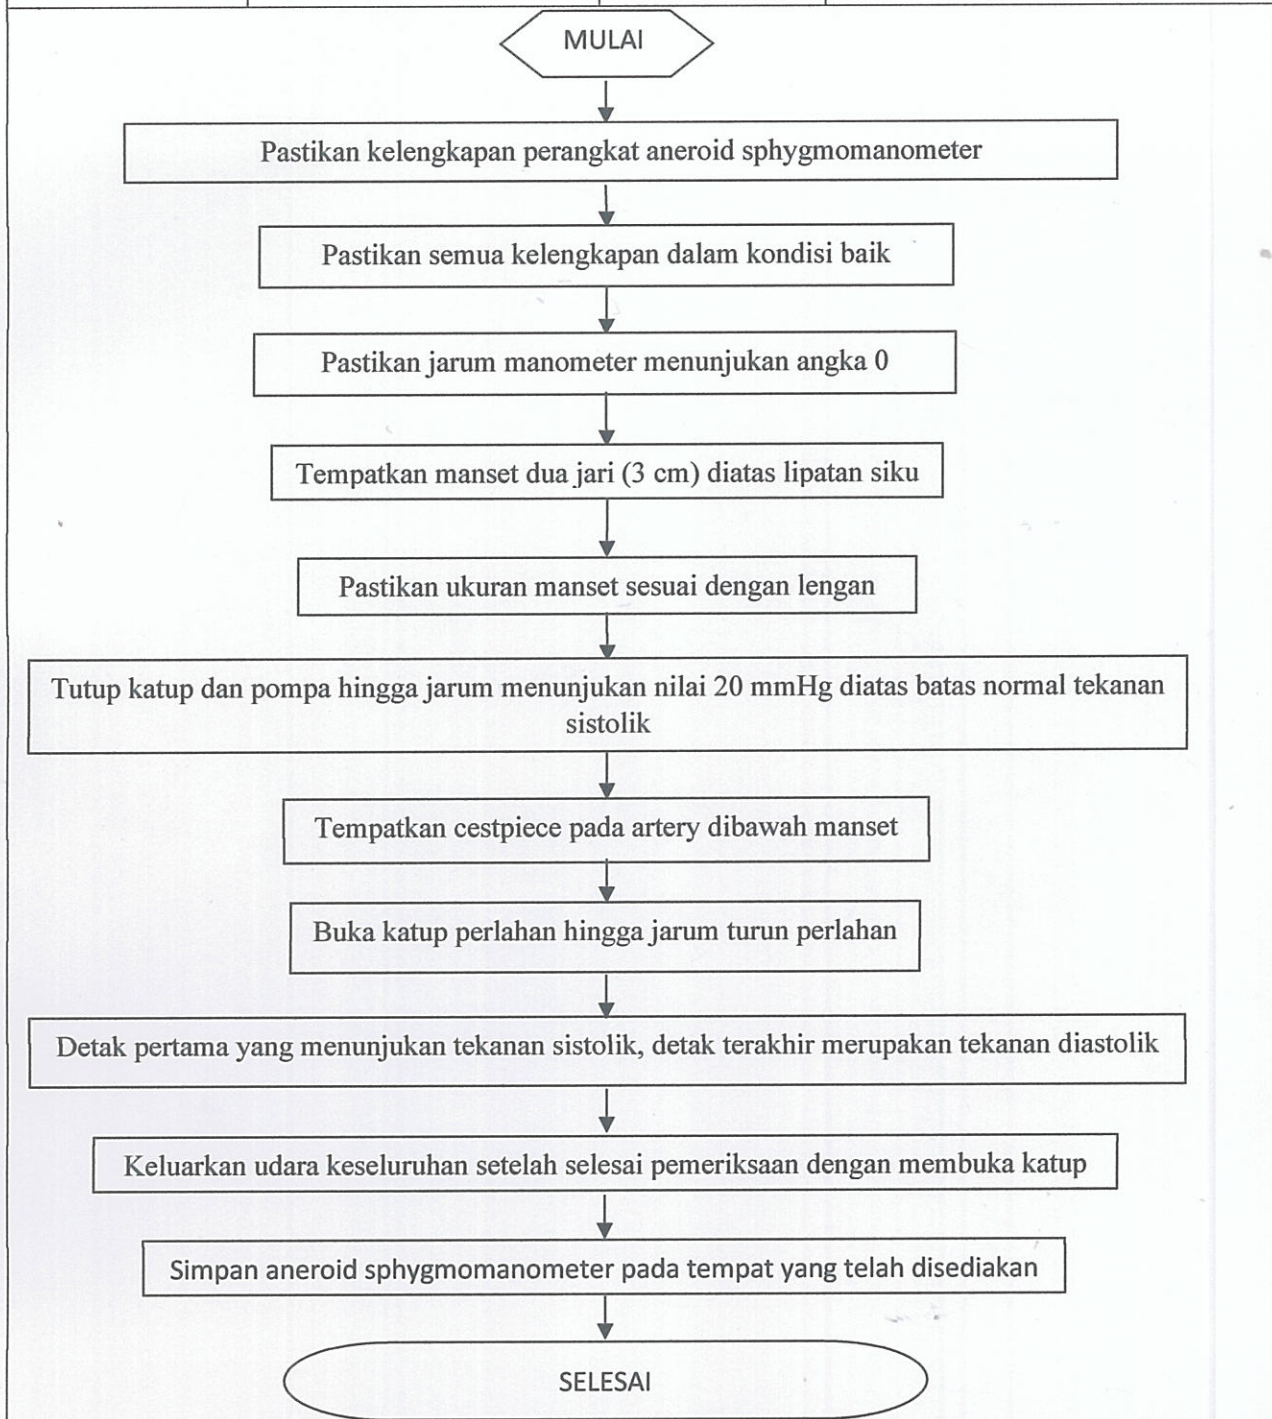 MULAI
Pastikan kelengkapan perangkat aneroid sphygmomanometer
Pastikan semua kelengkapan dalam kondisi baik
Pastikan jarum manometer menunjukan angka 0
Tempatkan manset dua jari (3 cm) diatas lipatan siku
Pastikan ukuran manset sesuai dengan lengan
Tutup katup dan pompa hingga jarum menunjukan nilai 20 mmHg diatas batas normal tekanan
sistolik
Tempatkan cestpiece pada artery dibawah manset
Buka katup perlahan hingga jarum turun perlahan
Detak pertama yang menunjukan tekanan sistolik, detak terakhir merupakan tekanan diastolik
Keluarkan udara keseluruhan setelah selesai pemeriksaan dengan membuka katup
Simpan aneroid sphygmomanometer pada tempat yang telah disediakan
SELESAI